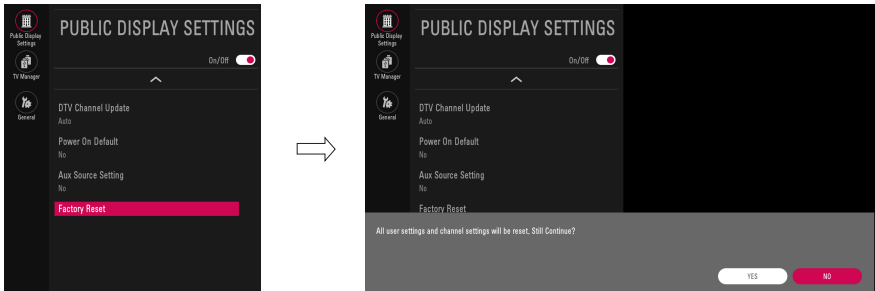 Public Display
Settings
TV Manager
General
PUBLIC DISPLAY SETTINGS
On/Off
DTV Channel Update
Auto
Power On Default
No
Aux Source Setting
No
Factory Reset
Public Display
Settings
TV Manager
General
PUBLIC DISPLAY SETTINGS
On/Off
DTV Channel Update
Auto
Power On Default
No
Aux Source Setting
No
Factory Reset
All user settings and channel settings will be reset, Still Continue?
YES
NO